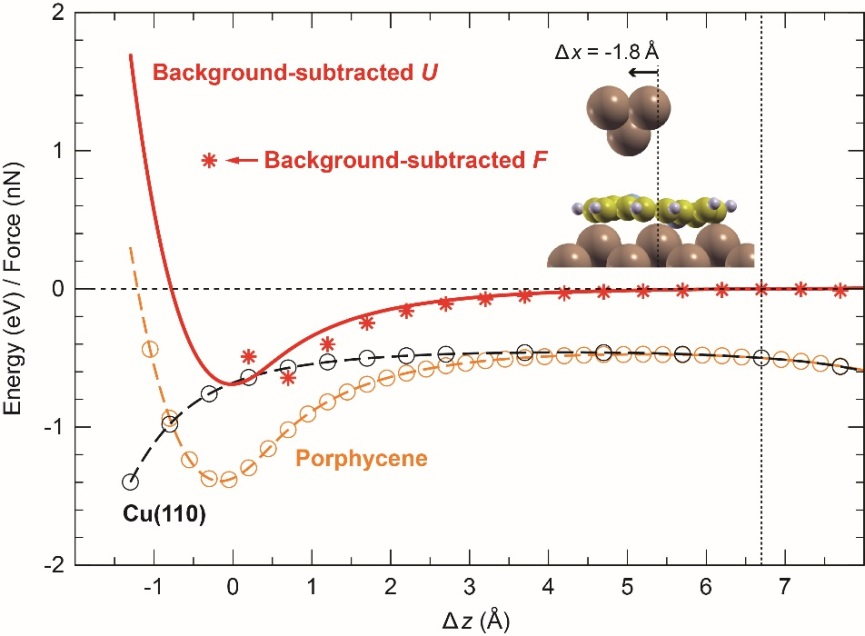 2
Δx = -1.8 Å
Background-subtracted U
1
Background-subtracted F
0
Energy (eV) / Force (nN)
-1
Porphycene
Cu(110)
-2
-1 0 1 2 3 4 5 6 7
Δz (Å)